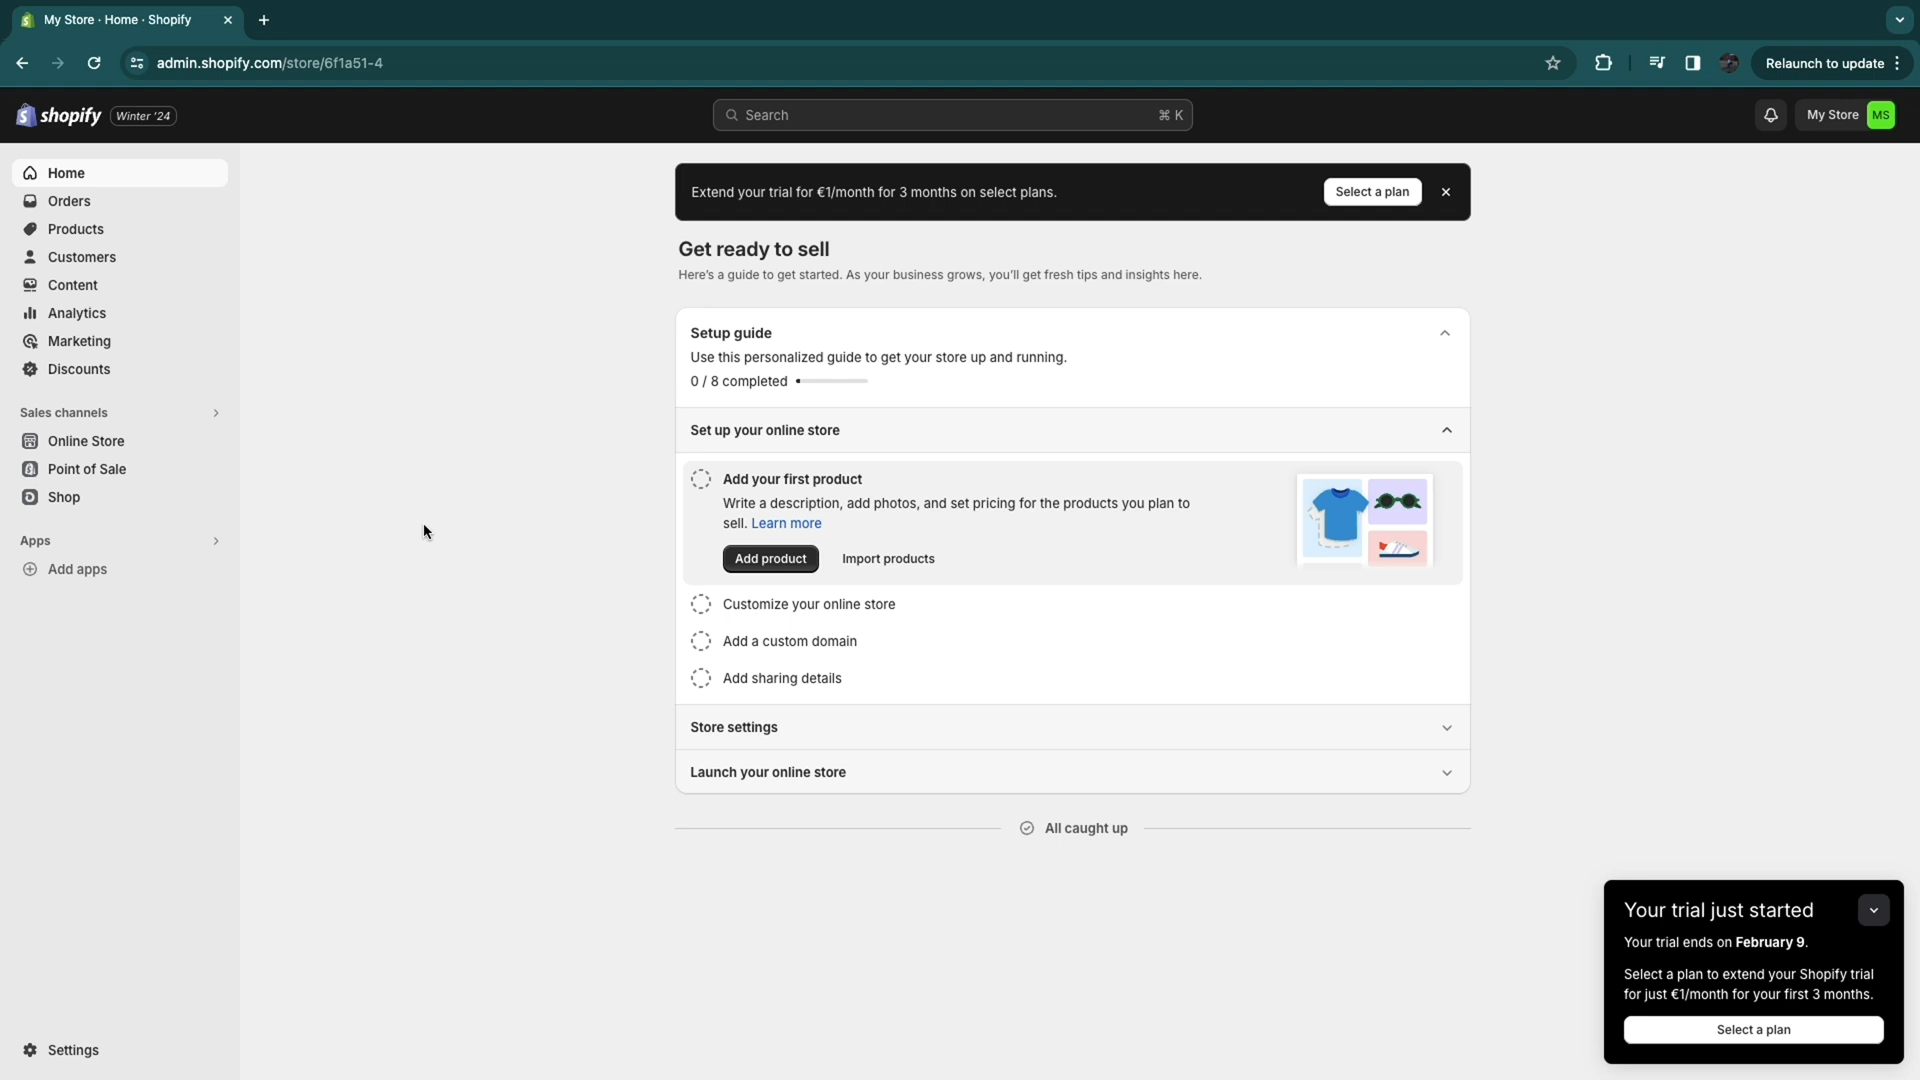 My Store · Home · Shopify
admin.shopify.com/store/6f1a51-4
Relaunch to update
shopify Winter '24
Search ⌘ K
My Store MS
Home
Orders
Products
Customers
Content
Analytics
Marketing
Discounts
Sales channels
Online Store
Point of Sale
Shop
Apps
Add apps
Settings
Extend your trial for €1/month for 3 months on select plans.
Select a plan
Get ready to sell
Here's a guide to get started. As your business grows, you'll get fresh tips and insights here.
Setup guide
Use this personalized guide to get your store up and running.
0 / 8 completed
Set up your online store
Add your first product
Write a description, add photos, and set pricing for the products you plan to
sell. Learn more
Add product Import products
Customize your online store
Add a custom domain
Add sharing details
Store settings
Launch your online store
All caught up
Your trial just started
Your trial ends on February 9.
Select a plan to extend your Shopify trial
for just €1/month for your first 3 months.
Select a plan